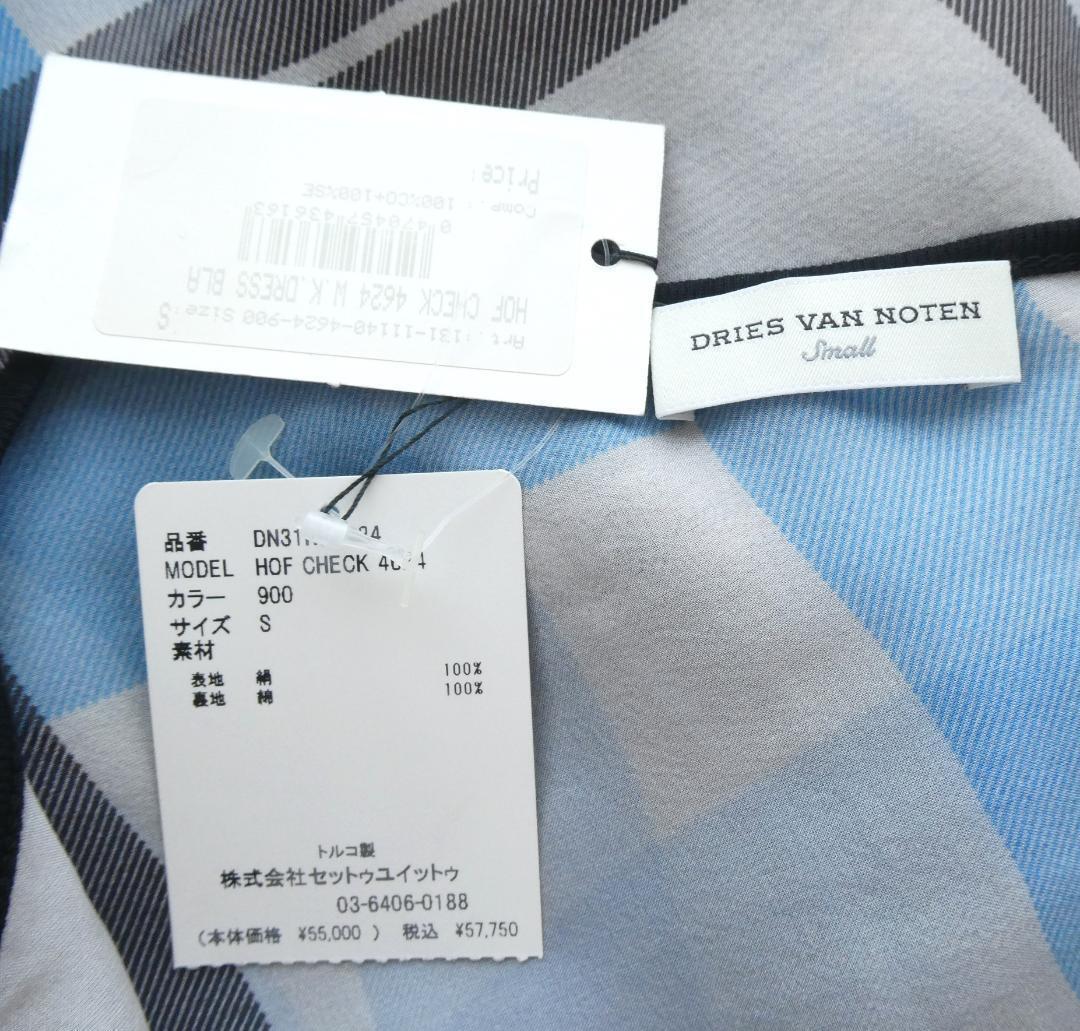 Art.:131-11140-4624-900 Size:S
HOF CHECK 4624 W.K.DRESS BLA
0 470457 436163
Comp.: 100%CO+100%SE
Price:
DRIES VAN NOTEN
Small
品番
MODEL HOF CHECK
カラー 900
サイズ S
素材
表地 絹 100%
裏地 綿 100%
トルコ製
株式会社セットゥユイットゥ
03-6406-0188
(本体価格 ¥55,000 ) 税込 ¥57,750